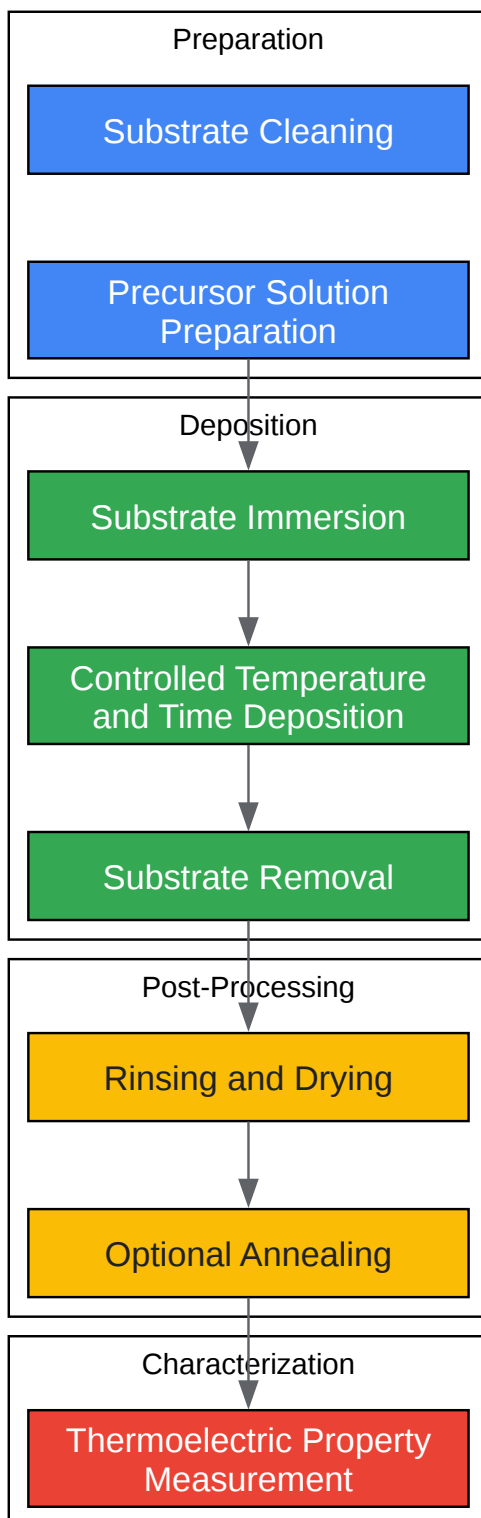 Preparation
Substrate Cleaning
Precursor Solution
Preparation
Deposition
Substrate Immersion
Controlled Temperature
and Time Deposition
Substrate Removal
Post-Processing
Rinsing and Drying
Optional Annealing
Characterization
Thermoelectric Property
Measurement